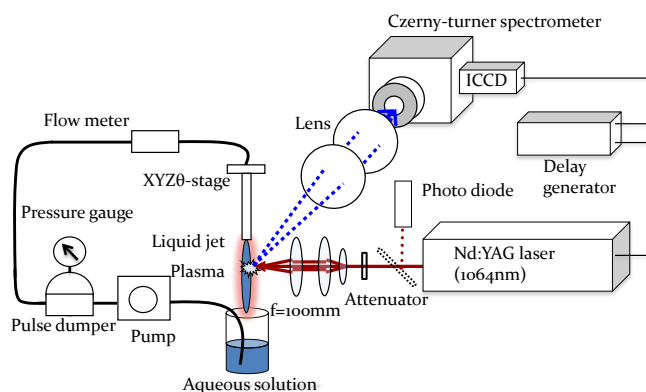 Czerny-turner spectrometer
ICCD
Lens
Flow meter
Delay
generator
XYZθ-stage
Photo diode
Pressure gauge
Liquid jet
Nd:YAG laser
(1064nm)
Plasma
Attenuator
f=100mm
Pulse dumper
Pump
Aqueous solution